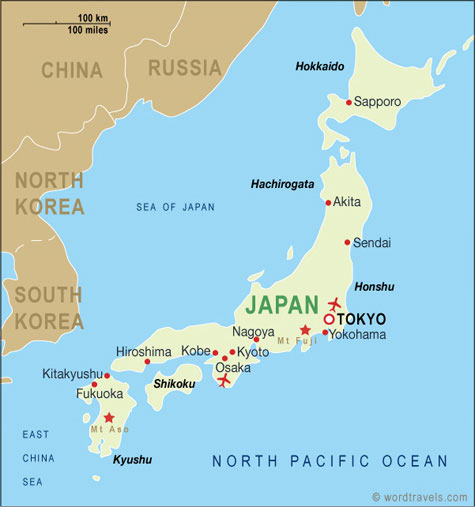 100 km
100 miles
CHINA
RUSSIA
Hokkaido
Sapporo
NORTH
KOREA
SEA OF JAPAN
Hachirogata
Akita
Sendai
SOUTH
KOREA
Honshu
JAPAN
TOKYO
Nagoya
Mt Fuji
Yokohama
Hiroshima
Kobe
Kyoto
Osaka
Kitakyushu
Shikoku
Fukuoka
Mt Aso
EAST
CHINA
SEA
Kyushu
NORTH PACIFIC OCEAN
© wordtravels.com